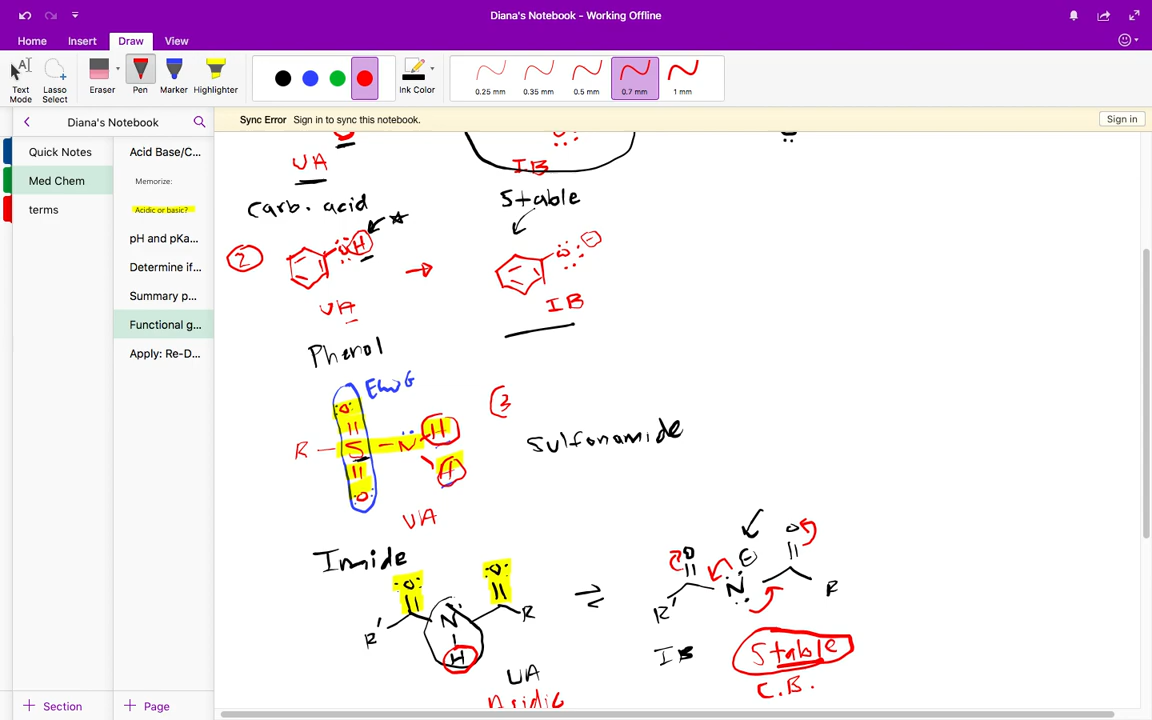 Diana's Notebook - Working Offline
Home Insert Draw View
Text Mode
Lasso Select
Eraser
Pen
Marker
Highlighter
Ink Color
0.25 mm
0.35 mm
0.5 mm
0.7 mm
1 mm
Diana's Notebook
Sync Error Sign in to sync this notebook.
Sign in
Quick Notes
Med Chem
terms
Acid Base/C...
Memorize:
Acidic or basic?
pH and pKa...
Determine if...
Summary p...
Functional g...
Apply: Re-D...
+ Section
+ Page
UA
IB
Carb. acid
Stable
2
O H
→
O ⊖
UA
IB
Phenol
EWG
3
O
R - S - N H
H
O
Sulfonamide
UA
Imide
O O
R' N R
H
⇌
O ⊖ O
R' N R
UA
IB
Stable
C.B.
Acidic